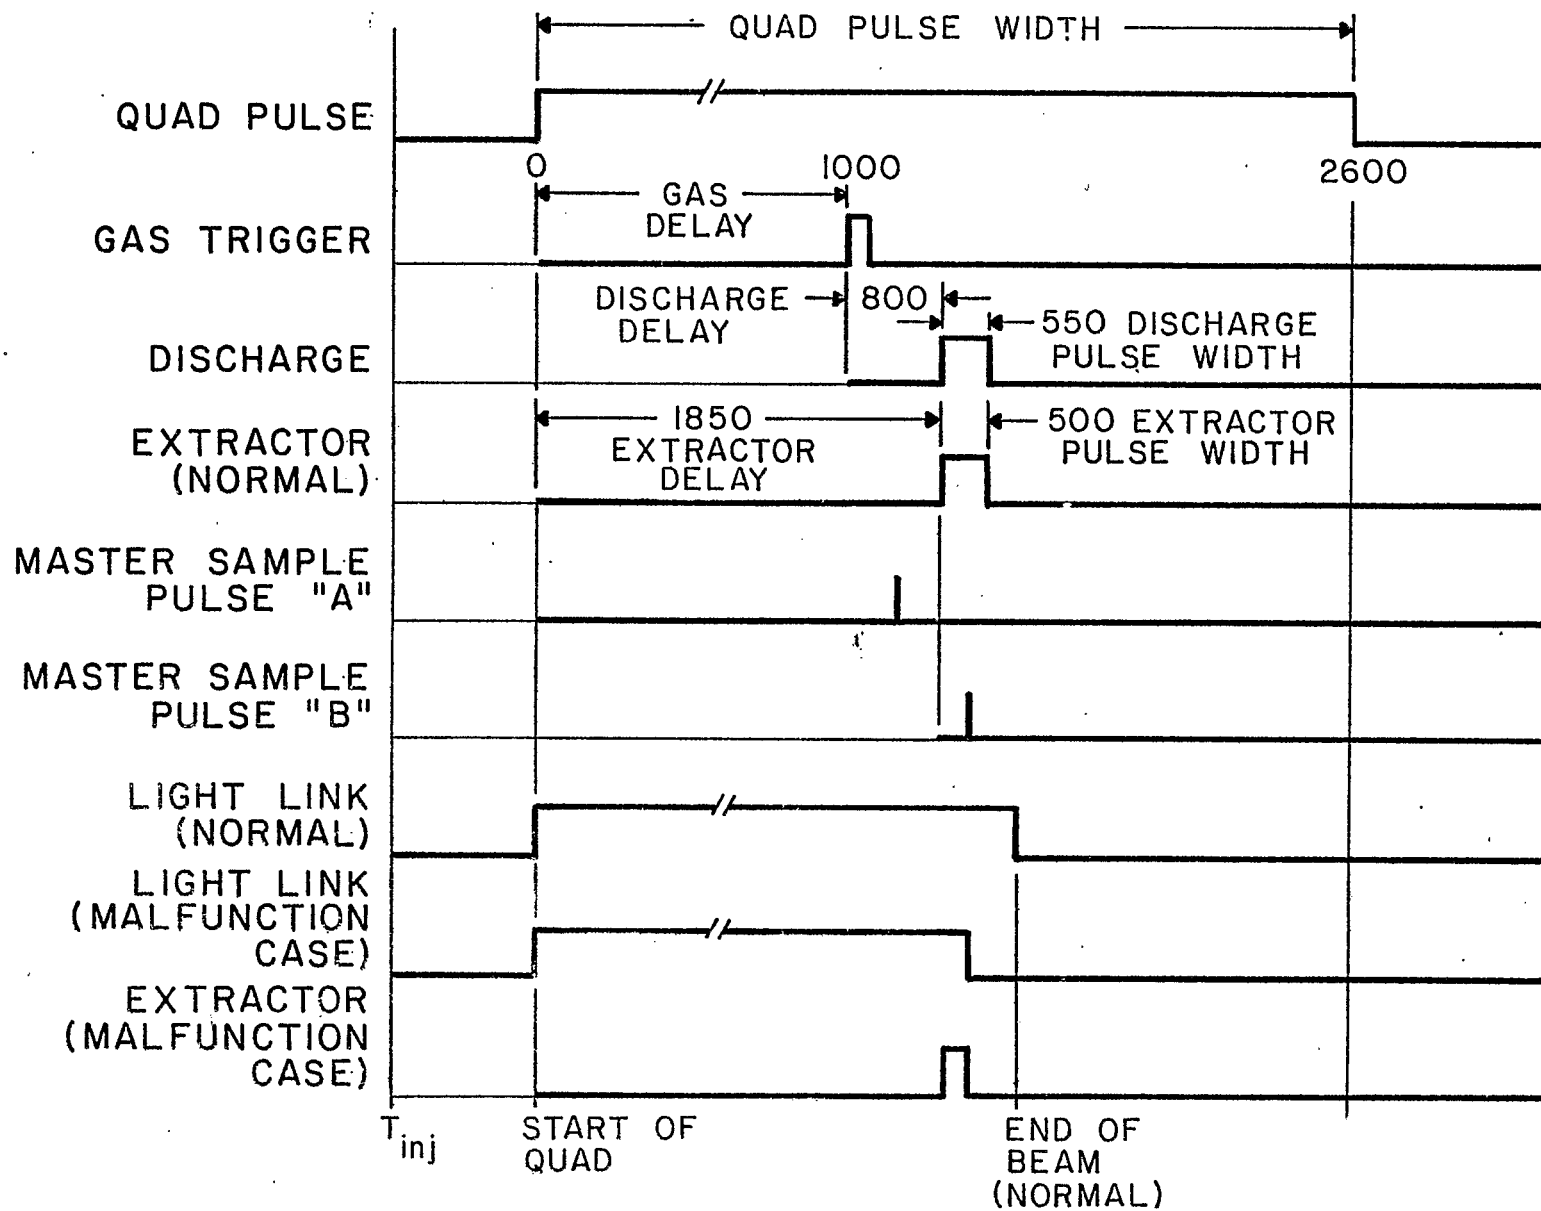 QUAD PULSE WIDTH
QUAD PULSE
0
1000
2600
GAS
DELAY
GAS TRIGGER
DISCHARGE
DELAY
800
550 DISCHARGE
PULSE WIDTH
DISCHARGE
1850
EXTRACTOR
DELAY
500 EXTRACTOR
PULSE WIDTH
EXTRACTOR
(NORMAL)
MASTER SAMPLE
PULSE "A"
MASTER SAMPLE
PULSE "B"
LIGHT LINK
(NORMAL)
LIGHT LINK
(MALFUNCTION
CASE)
EXTRACTOR
(MALFUNCTION
CASE)
Tinj
START OF
QUAD
END OF
BEAM
(NORMAL)